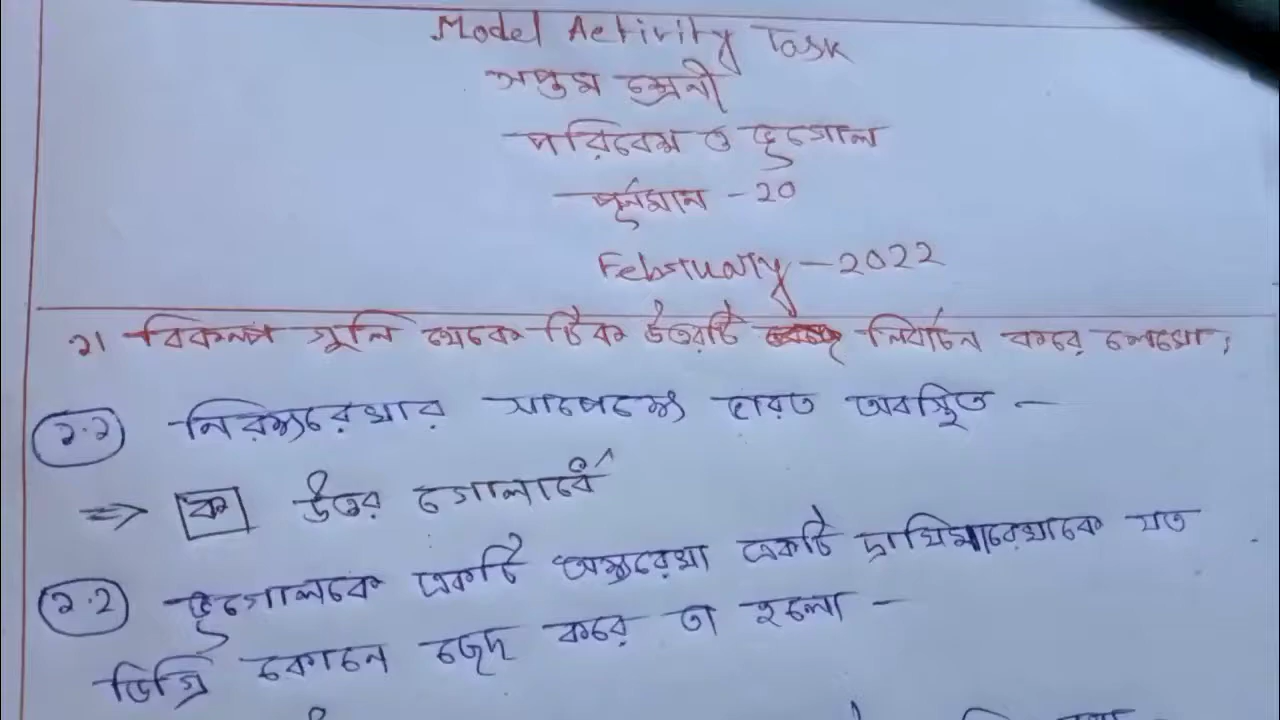 Model Activity Task
সপ্তম শ্রেনী
পরিবেশ ও ভূগোল
পূর্নমান - 20
February - 2022
১। বিকল্প গুলি থেকে ঠিক উত্তরটি নির্বাচন করে লেখো;
১.১ নিরক্ষরেখার সাপেক্ষে ভারত অবস্থিত —
⇒ ক উত্তর গোলার্ধে
১.২ ভূগোলকে একটি অক্ষরেখা একটি দ্রাঘিমারেখাকে যত
ডিগ্রি কোনে ছেদ করে তা হলো —